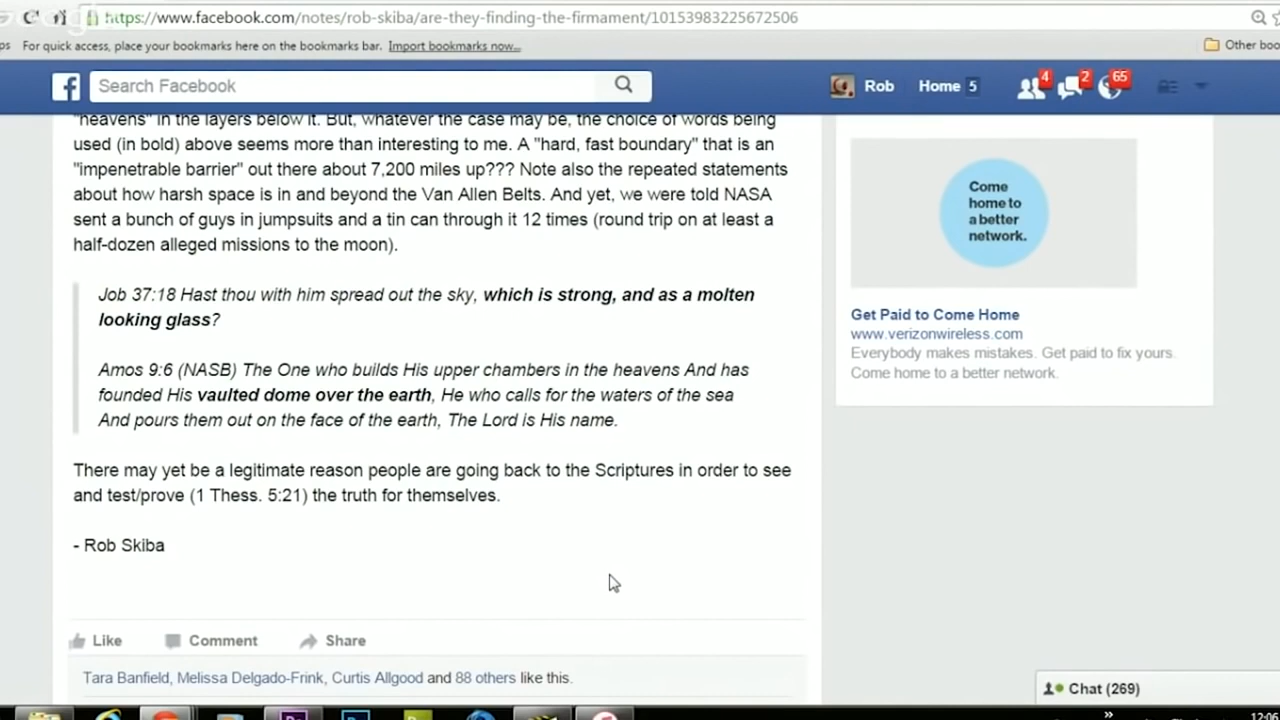 https://www.facebook.com/notes/rob-skiba/are-they-finding-the-firmament/10153983225672506
For quick access, place your bookmarks here on the bookmarks bar. Import bookmarks now...
Other boo
Search Facebook
Rob Home 5 4 2 65
"heavens" in the layers below it. But, whatever the case may be, the choice of words being
used (in bold) above seems more than interesting to me. A "hard, fast boundary" that is an
"impenetrable barrier" out there about 7,200 miles up??? Note also the repeated statements
about how harsh space is in and beyond the Van Allen Belts. And yet, we were told NASA
sent a bunch of guys in jumpsuits and a tin can through it 12 times (round trip on at least a
half-dozen alleged missions to the moon).
Job 37:18 Hast thou with him spread out the sky, which is strong, and as a molten
looking glass?
Amos 9:6 (NASB) The One who builds His upper chambers in the heavens And has
founded His vaulted dome over the earth, He who calls for the waters of the sea
And pours them out on the face of the earth, The Lord is His name.
There may yet be a legitimate reason people are going back to the Scriptures in order to see
and test/prove (1 Thess. 5:21) the truth for themselves.
- Rob Skiba
Like Comment Share
Tara Banfield, Melissa Delgado-Frink, Curtis Allgood and 88 others like this.
Come
home to
a better
network.
Get Paid to Come Home
www.verizonwireless.com
Everybody makes mistakes. Get paid to fix yours.
Come home to a better network.
Chat (269)
12:06